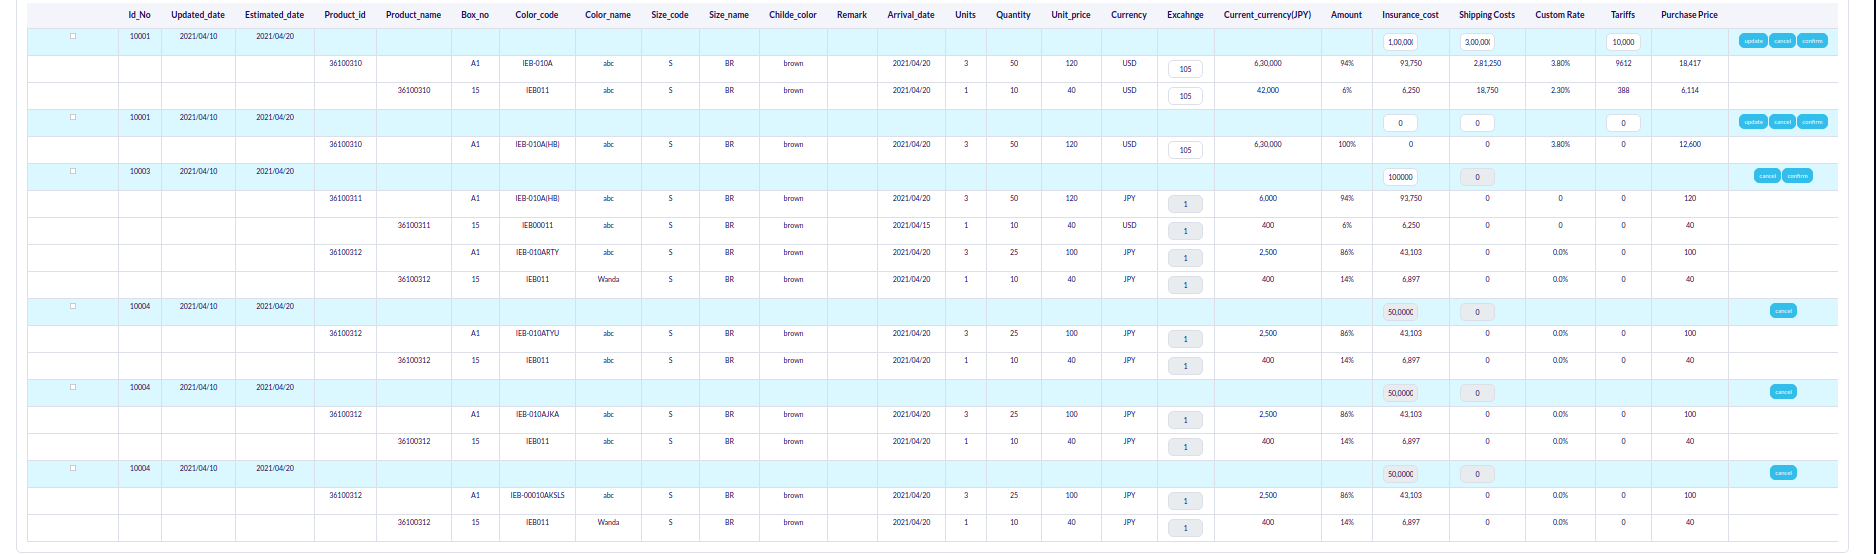 Id_No Updated_date Estimated_date Product_id Product_name Box_no Color_code Color_name Size_code Size_name Childe_color Remark Arrival_date Units Quantity Unit_price Currency Excahnge Current_currency(JPY) Amount Insurance_cost Shipping Costs Custom Rate Tariffs Purchase Price
10001 2021/04/10 2021/04/20 1,00,00( 3,00,00( 10,000 update cancel confirm
36100310 A1 IEB-010A abc S BR brown 2021/04/20 3 50 120 USD 105 6,30,000 94% 93,750 2,81,250 3.80% 9612 18,417
36100310 15 IEB011 abc S BR brown 2021/04/20 1 10 40 USD 105 42,000 6% 6,250 18,750 2.30% 388 6,114
10001 2021/04/10 2021/04/20 0 0 0 update cancel confirm
36100310 A1 IEB-010A(HB) abc S BR brown 2021/04/20 3 50 120 USD 105 6,30,000 100% 0 0 3.80% 0 12,600
10003 2021/04/10 2021/04/20 100000 0 cancel confirm
36100311 A1 IEB-010A(HB) abc S BR brown 2021/04/20 3 50 120 JPY 1 6,000 94% 93,750 0 0 0 120
36100311 15 IEB00011 abc S BR brown 2021/04/15 1 10 40 USD 1 400 6% 6,250 0 0 0 40
36100312 A1 IEB-010ARTY abc S BR brown 2021/04/20 3 25 100 JPY 1 2,500 86% 43,103 0 0.0% 0 100
36100312 15 IEB011 Wanda S BR brown 2021/04/20 1 10 40 JPY 1 400 14% 6,897 0 0.0% 0 40
10004 2021/04/10 2021/04/20 50,000( 0 cancel
36100312 A1 IEB-010ATYU abc S BR brown 2021/04/20 3 25 100 JPY 1 2,500 86% 43,103 0 0.0% 0 100
36100312 15 IEB011 abc S BR brown 2021/04/20 1 10 40 JPY 1 400 14% 6,897 0 0.0% 0 40
10004 2021/04/10 2021/04/20 50,000( 0 cancel
36100312 A1 IEB-010AJKA abc S BR brown 2021/04/20 3 25 100 JPY 1 2,500 86% 43,103 0 0.0% 0 100
36100312 15 IEB011 abc S BR brown 2021/04/20 1 10 40 JPY 1 400 14% 6,897 0 0.0% 0 40
10004 2021/04/10 2021/04/20 50,000( 0 cancel
36100312 A1 IEB-00010AKSLS abc S BR brown 2021/04/20 3 25 100 JPY 1 2,500 86% 43,103 0 0.0% 0 100
36100312 15 IEB011 Wanda S BR brown 2021/04/20 1 10 40 JPY 1 400 14% 6,897 0 0.0% 0 40